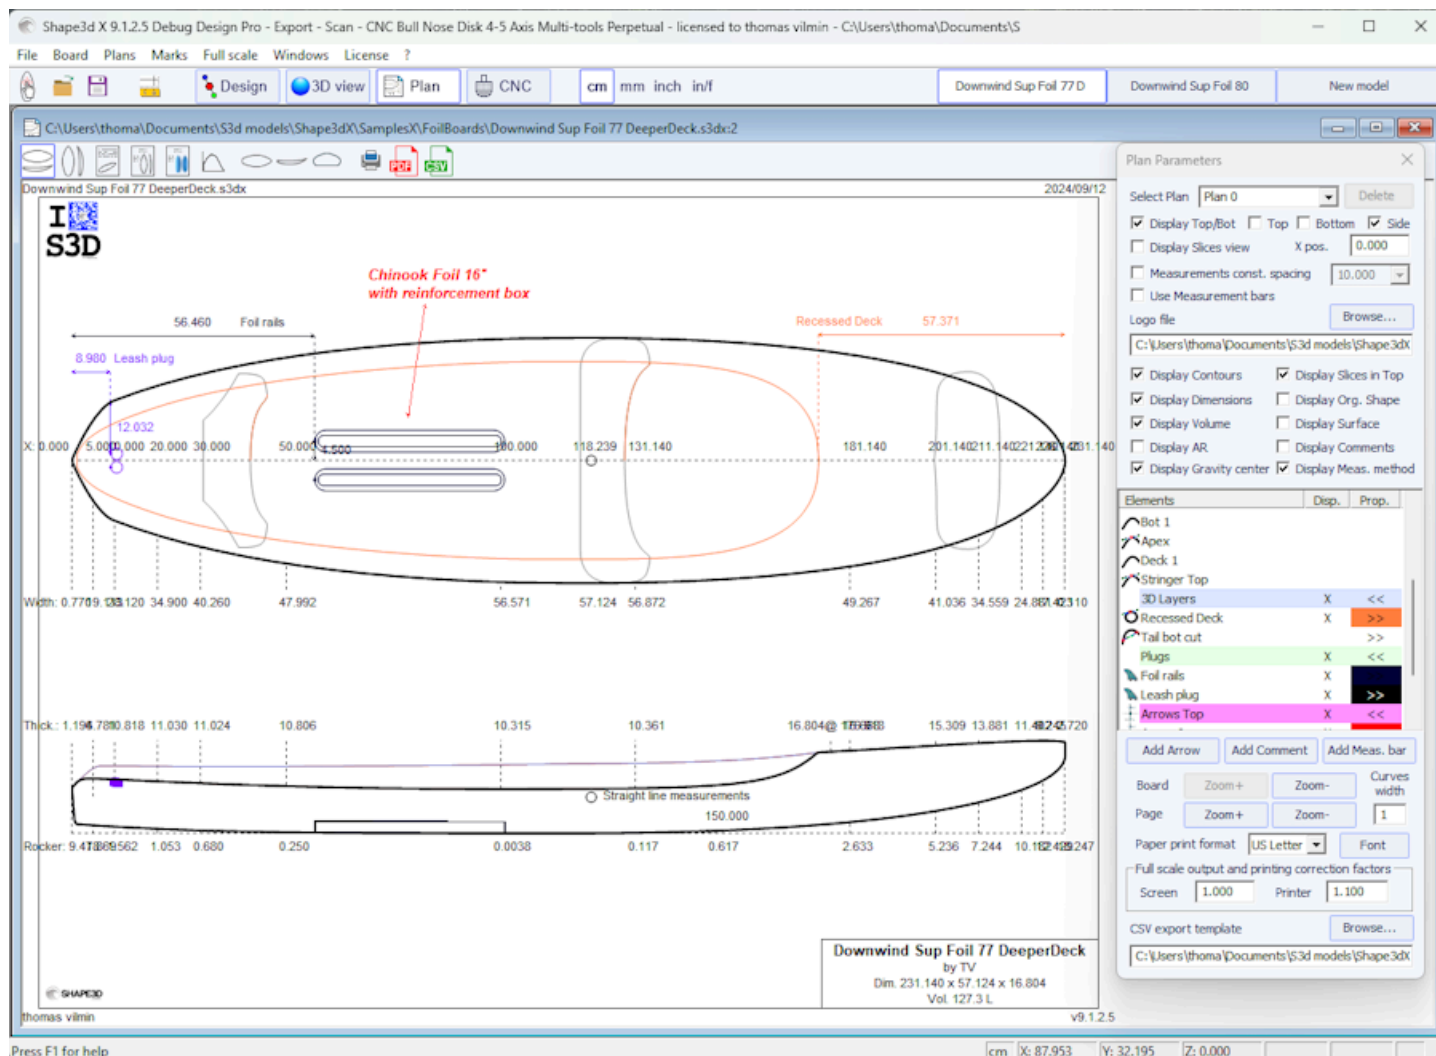 Shape3d X 9.1.2.5 Debug Design Pro - Export - Scan - CNC Bull Nose Disk 4-5 Axis Multi-tools Perpetual - licensed to thomas vilmin - C:\Users\thoma\Documents\S
File Board Plans Marks Full scale Windows License ?
Design 3D view Plan CNC cm mm inch in/f Downwind Sup Foil 77 D Downwind Sup Foil 80 New model
C:\Users\thoma\Documents\S3d models\Shape3dX\SamplesX\FoilBoards\Downwind Sup Foil 77 DeeperDeck.s3dx:2
PDF CSV
Downwind Sup Foil 77 DeeperDeck.s3dx 2024/09/12
I
S3D
Chinook Foil 16"
with reinforcement box
56.460 Foil rails
Recessed Deck 57.371
8.980 Leash plug
12.032
X: 0.000 20.000 30.000 118.239 131.140 181.140
4.500
34.900 40.260 47.992 56.571 57.124 56.872 49.267 41.036 34.559
Thick.: 11.030 11.024 10.806 10.315 10.361 15.309 13.881
Straight line measurements
150.000
1.053 0.680 0.250 0.0038 0.117 0.617 2.633 5.236 7.244
Downwind Sup Foil 77 DeeperDeck
by TV
Dim. 231.140 x 57.124 x 16.804
Vol. 127.3 L
SHAPE3D
thomas vilmin v9.1.2.5
Plan Parameters
Select Plan Plan 0 Delete
Display Top/Bot Top Bottom Side
Display Slices view X pos. 0.000
Measurements const. spacing 10.000
Use Measurement bars
Logo file Browse...
C:\Users\thoma\Documents\S3d models\Shape3dX
Display Contours Display Slices in Top
Display Dimensions Display Org. Shape
Display Volume Display Surface
Display AR Display Comments
Display Gravity center Display Meas. method
Elements Disp. Prop.
Bot 1
Apex
Deck 1
Stringer Top
3D Layers X <<
Recessed Deck X >>
Tail bot cut >>
Plugs X <<
Foil rails X
Leash plug X >>
Arrows Top X <<
Add Arrow Add Comment Add Meas. bar
Board Zoom+ Zoom- Curves width
Page Zoom+ Zoom- 1
Paper print format US Letter Font
Full scale output and printing correction factors
Screen 1.000 Printer 1.100
CSV export template Browse...
C:\Users\thoma\Documents\S3d models\Shape3dX
Press F1 for help cm X: 87.953 Y: 32.195 Z: 0.000